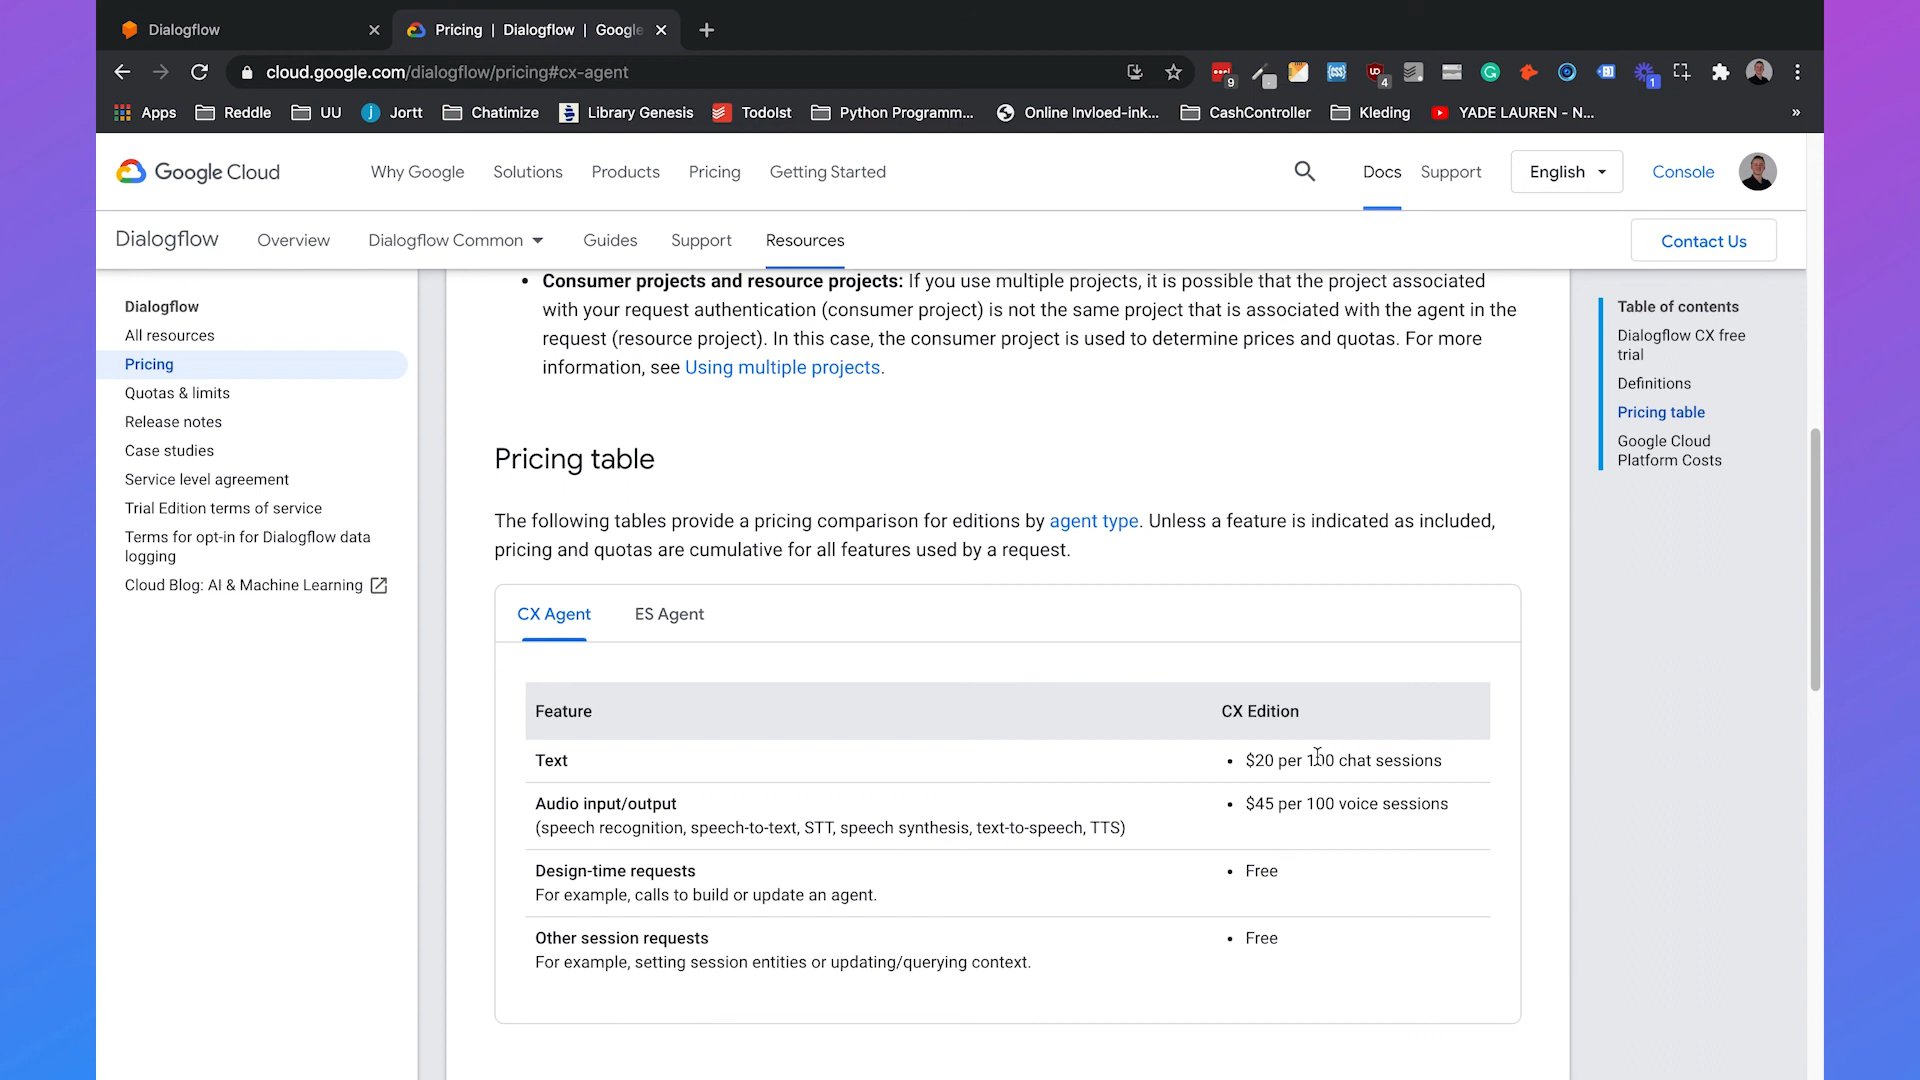 Dialogflow
Pricing | Dialogflow | Google
cloud.google.com/dialogflow/pricing#cx-agent
9
{css}
4
1
Apps
Reddle
UU
Jortt
Chatimize
Library Genesis
TodoIst
Python Programm...
Online Invloed-ink...
CashController
Kleding
YADE LAUREN - N...
»
Google Cloud
Why Google
Solutions
Products
Pricing
Getting Started
Docs
Support
English
Console
Dialogflow
Overview
Dialogflow Common
Guides
Support
Resources
Contact Us
Dialogflow
All resources
Pricing
Quotas & limits
Release notes
Case studies
Service level agreement
Trial Edition terms of service
Terms for opt-in for Dialogflow data
logging
Cloud Blog: AI & Machine Learning
• Consumer projects and resource projects: If you use multiple projects, it is possible that the project associated
with your request authentication (consumer project) is not the same project that is associated with the agent in the
request (resource project). In this case, the consumer project is used to determine prices and quotas. For more
information, see Using multiple projects.
Pricing table
The following tables provide a pricing comparison for editions by agent type. Unless a feature is indicated as included,
pricing and quotas are cumulative for all features used by a request.
CX Agent
ES Agent
Feature
CX Edition
Text
• $20 per 100 chat sessions
Audio input/output
• $45 per 100 voice sessions
(speech recognition, speech-to-text, STT, speech synthesis, text-to-speech, TTS)
Design-time requests
• Free
For example, calls to build or update an agent.
Other session requests
• Free
For example, setting session entities or updating/querying context.
Table of contents
Dialogflow CX free
trial
Definitions
Pricing table
Google Cloud
Platform Costs